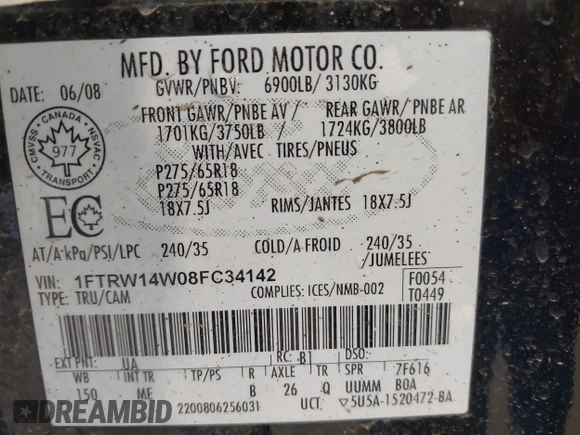 MFD. BY FORD MOTOR CO.
DATE: 06/08
GVWR/PNBV: 6900LB/ 3130KG
FRONT GAWR/PNBE AV / REAR GAWR/ PNBE AR
1701KG/3750LB 1724KG/3800LB
WITH/AVEC TIRES/PNEUS
P275/65R18
P275/65R18
18X7.5J RIMS/JANTES 18X7.5J
CANADA
CMVSS NSVAC
977
TRANSPORT
EC
AT/A kPa/PSI/LPC 240/35 COLD/A FROID 240/35
/JUMELEES
VIN: 1FTRW14W08FC34142
TYPE: TRU/CAM COMPLIES: ICES/NMB-002
F0054
T0449
EXT PNT: UA RC: B1 DSO:
WB INT TR TP/PS R AXLE TR SPR 7F616
150 ME B 26 Q UUMM BOA
2200806256031 UCT ▽5U5A-1520472-BA
DREAMBID
DREAMBID.COM